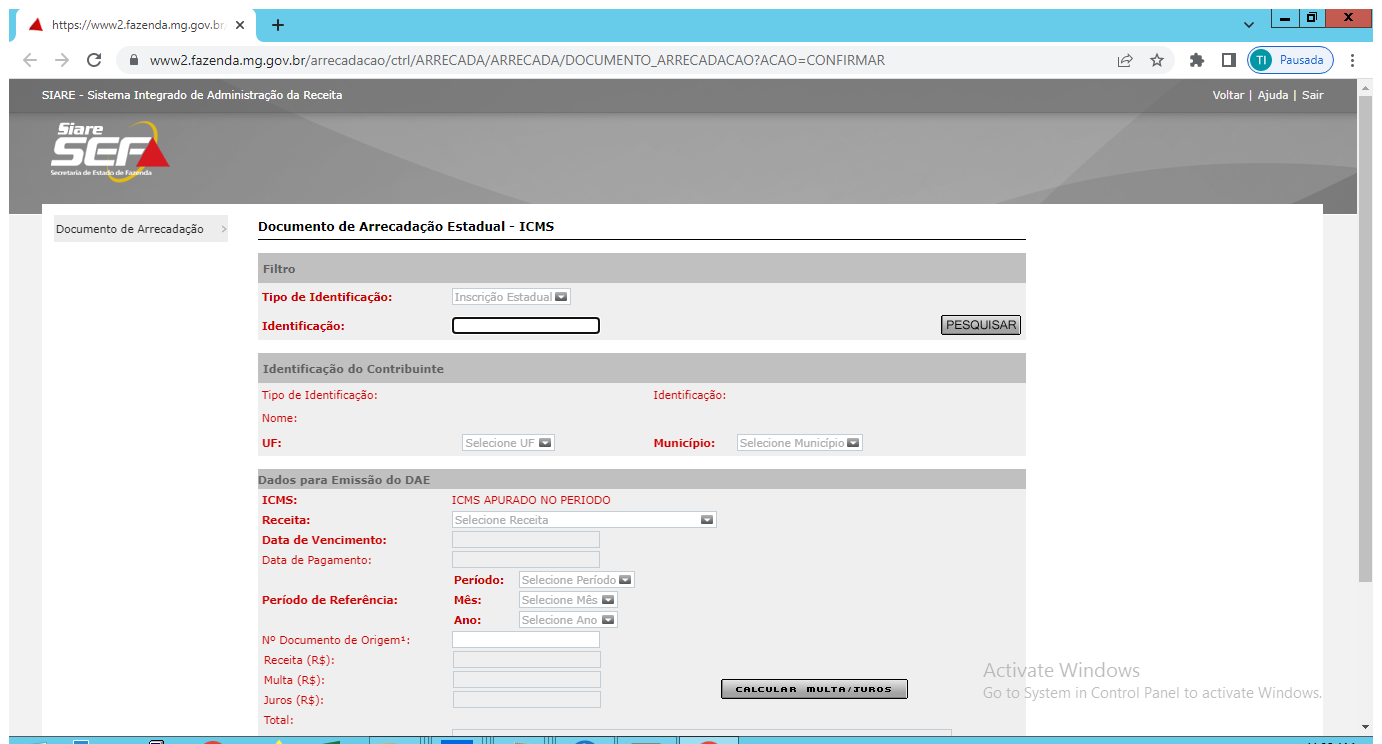 https://www2.fazenda.mg.gov.br
www2.fazenda.mg.gov.br/arrecadacao/ctrl/ARRECADA/ARRECADA/DOCUMENTO_ARRECADACAO?ACAO=CONFIRMAR
TI Pausada
SIARE - Sistema Integrado de Administração da Receita
Voltar | Ajuda | Sair
Siare
SEF
Secretaria de Estado de Fazenda
Documento de Arrecadação >
Documento de Arrecadação Estadual - ICMS
Filtro
Tipo de Identificação: Inscrição Estadual
Identificação: PESQUISAR
Identificação do Contribuinte
Tipo de Identificação: Identificação:
Nome:
UF: Selecione UF Município: Selecione Município
Dados para Emissão do DAE
ICMS: ICMS APURADO NO PERIODO
Receita: Selecione Receita
Data de Vencimento:
Data de Pagamento:
Período: Selecione Período
Período de Referência: Mês: Selecione Mês
Ano: Selecione Ano
Nº Documento de Origem¹:
Receita (R$):
Multa (R$):
CALCULAR MULTA/JUROS
Juros (R$):
Total:
Activate Windows
Go to System in Control Panel to activate Windows.